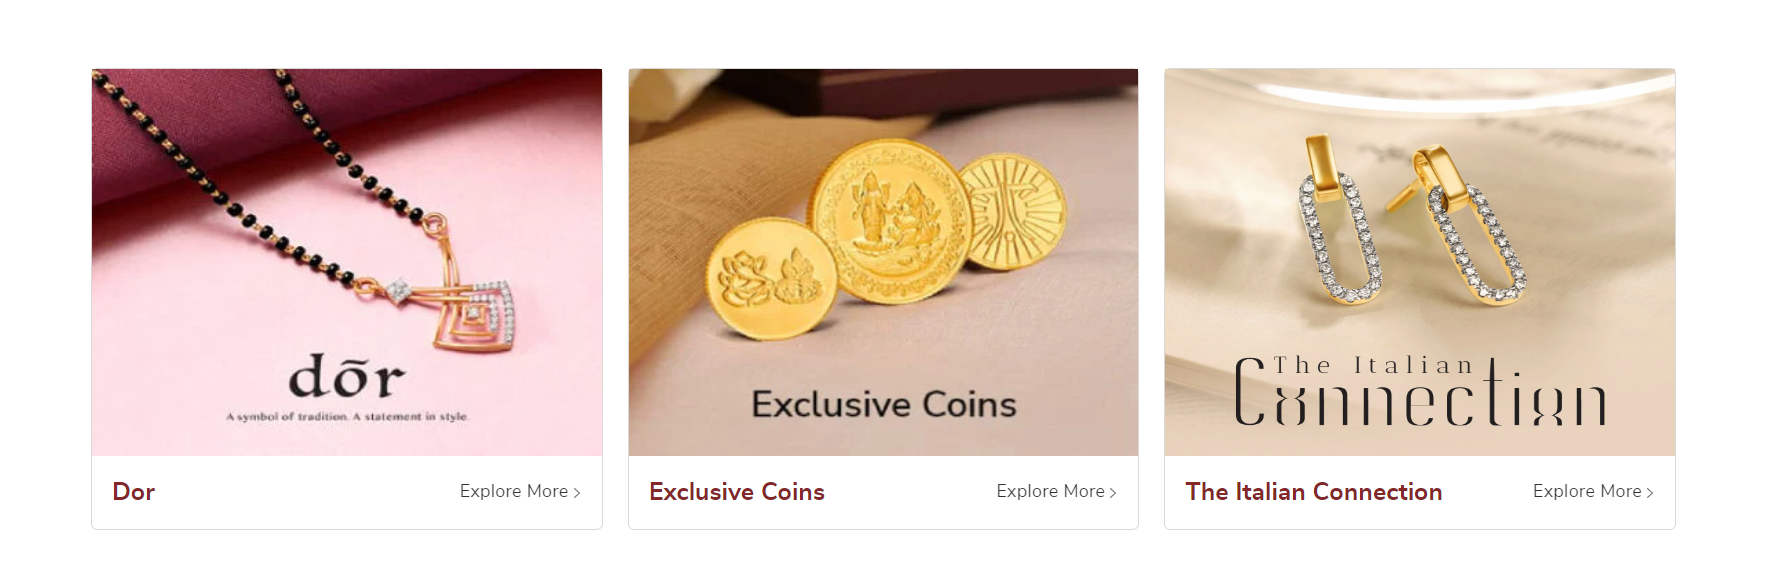 dõr
A symbol of tradition. A statement in style.
Dor
Explore More >
Exclusive Coins
Exclusive Coins
Explore More >
The Italian
Connection
The Italian Connection
Explore More >